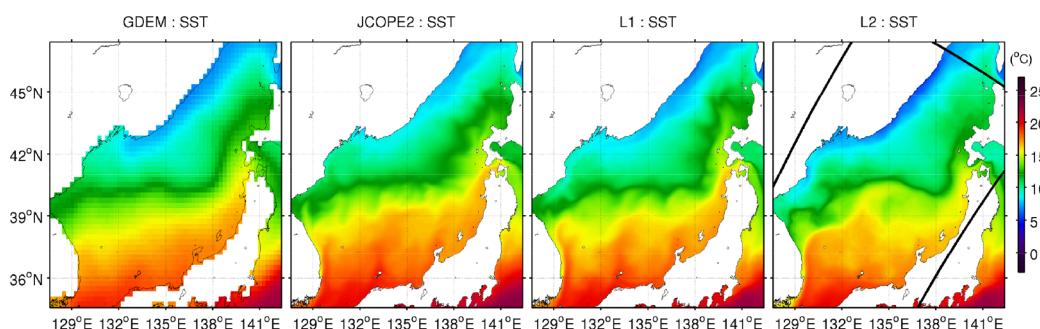 GDEM : SST JCOPE2 : SST L1 : SST L2 : SST
(°C)
45°N 25
42°N 20
39°N 15
36°N 10
5
0
129°E 132°E 135°E 138°E 141°E 129°E 132°E 135°E 138°E 141°E 129°E 132°E 135°E 138°E 141°E 129°E 132°E 135°E 138°E 141°E